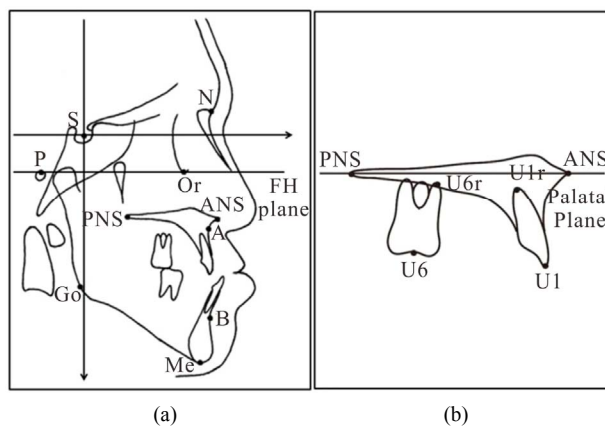 N
S
P
Or
FH
plane
PNS
ANS
A
Go
B
Me
(a)
PNS
ANS
U6r
U1r
Palata
Plane
U6
U1
(b)